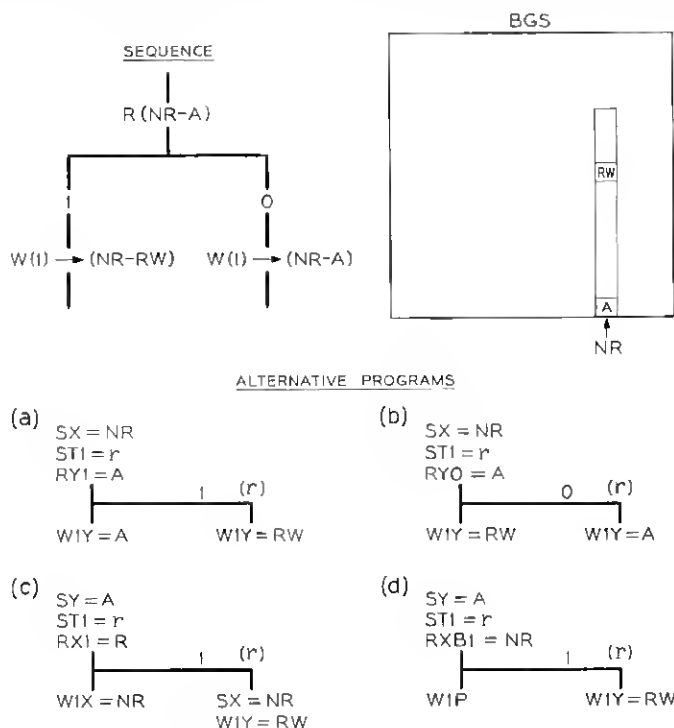 SEQUENCE
R(NR-A)
1 0
W(1) → (NR-RW) W(1) → (NR-A)
BGS
RW
A
NR
ALTERNATIVE PROGRAMS
(a)
SX = NR
ST1 = r
RY1 = A
1 (r)
W1Y = A W1Y = RW
(b)
SX = NR
ST1 = r
RY0 = A
0 (r)
W1Y = RW W1Y = A
(c)
SY = A
ST1 = r
RX1 = R
1 (r)
W1X = NR SX = NR
W1Y = RW
(d)
SY = A
ST1 = r
RXB1 = NR
1 (r)
W1P W1Y = RW